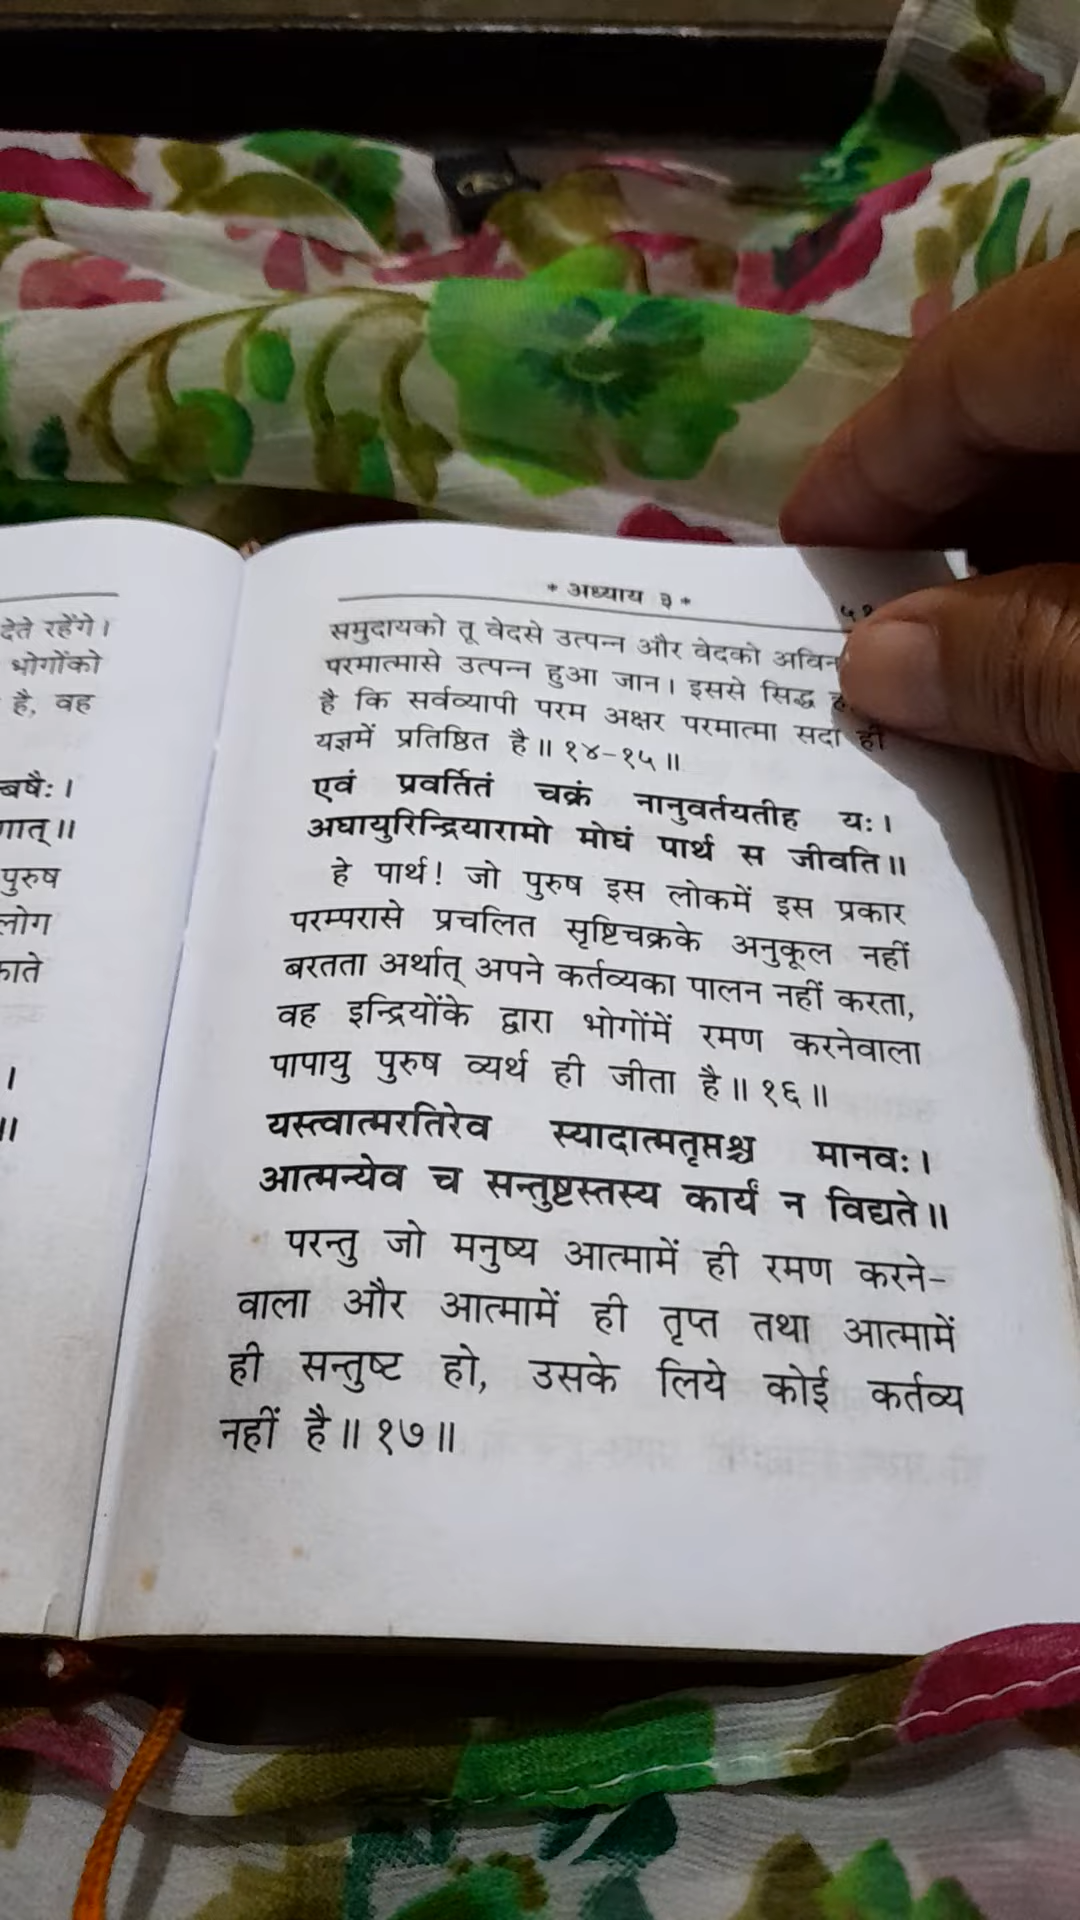 देते रहेंगे।
भोगोंको
है, वह
पुरुष
लोग
।
॥
* अध्याय ३ *
समुदायको तू वेदसे उत्पन्न और वेदको
परमात्मासे उत्पन्न हुआ जान। इससे सिद्ध
है कि सर्वव्यापी परम अक्षर परमात्मा सदा ही
यज्ञमें प्रतिष्ठित है॥ १४-१५॥
एवं प्रवर्तितं चक्रं नानुवर्तयतीह यः।
अघायुरिन्द्रियारामो मोघं पार्थ स जीवति॥
हे पार्थ! जो पुरुष इस लोकमें इस प्रकार
परम्परासे प्रचलित सृष्टिचक्रके अनुकूल नहीं
बरतता अर्थात् अपने कर्तव्यका पालन नहीं करता,
वह इन्द्रियोंके द्वारा भोगोंमें रमण करनेवाला
पापायु पुरुष व्यर्थ ही जीता है॥ १६॥
यस्त्वात्मरतिरेव स्यादात्मतृप्तश्च मानवः।
आत्मन्येव च सन्तुष्टस्तस्य कार्यं न विद्यते॥
परन्तु जो मनुष्य आत्मामें ही रमण करने-
वाला और आत्मामें ही तृप्त तथा आत्मामें
ही सन्तुष्ट हो, उसके लिये कोई कर्तव्य
नहीं है॥ १७॥